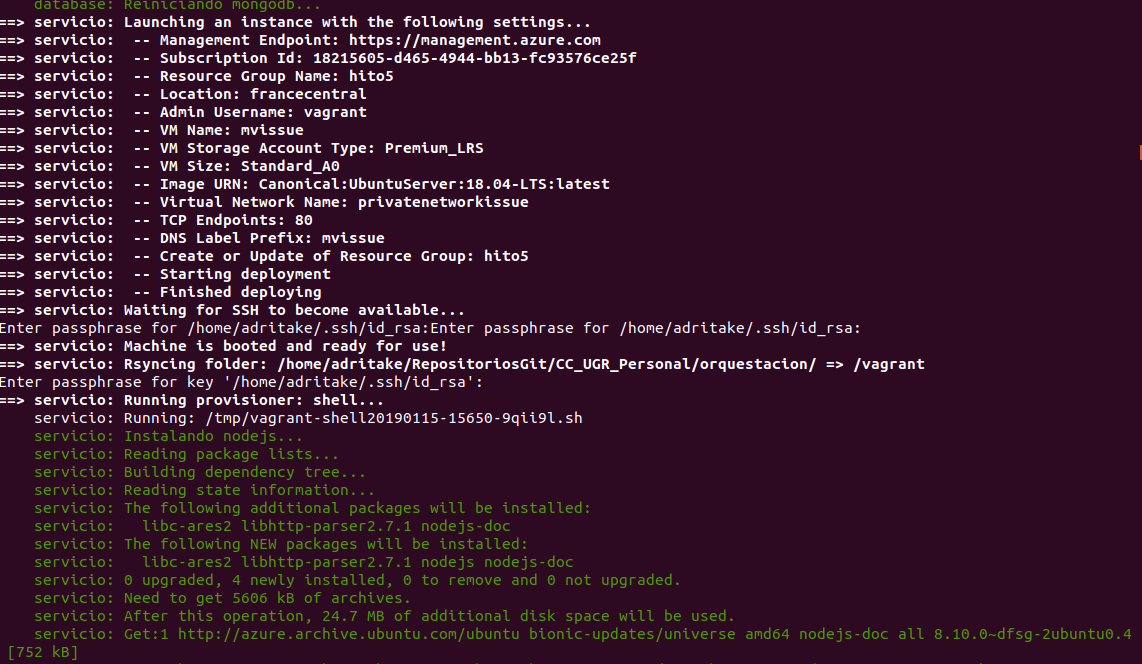 database: Reiniciando mongodb...
==> servicio: Launching an instance with the following settings...
==> servicio:  -- Management Endpoint: https://management.azure.com
==> servicio:  -- Subscription Id: 18215605-d465-4944-bb13-fc93576ce25f
==> servicio:  -- Resource Group Name: hito5
==> servicio:  -- Location: francecentral
==> servicio:  -- Admin Username: vagrant
==> servicio:  -- VM Name: mvissue
==> servicio:  -- VM Storage Account Type: Premium_LRS
==> servicio:  -- VM Size: Standard_A0
==> servicio:  -- Image URN: Canonical:UbuntuServer:18.04-LTS:latest
==> servicio:  -- Virtual Network Name: privatenetworkissue
==> servicio:  -- TCP Endpoints: 80
==> servicio:  -- DNS Label Prefix: mvissue
==> servicio:  -- Create or Update of Resource Group: hito5
==> servicio:  -- Starting deployment
==> servicio:  -- Finished deploying
==> servicio: Waiting for SSH to become available...
Enter passphrase for /home/adritake/.ssh/id_rsa:Enter passphrase for /home/adritake/.ssh/id_rsa:
==> servicio: Machine is booted and ready for use!
==> servicio: Rsyncing folder: /home/adritake/RepositoriosGit/CC_UGR_Personal/orquestacion/ => /vagrant
Enter passphrase for key '/home/adritake/.ssh/id_rsa':
==> servicio: Running provisioner: shell...
    servicio: Running: /tmp/vagrant-shell20190115-15650-9qii9l.sh
    servicio: Instalando nodejs...
    servicio: Reading package lists...
    servicio: Building dependency tree...
    servicio: Reading state information...
    servicio: The following additional packages will be installed:
    servicio:   libc-ares2 libhttp-parser2.7.1 nodejs-doc
    servicio: The following NEW packages will be installed:
    servicio:   libc-ares2 libhttp-parser2.7.1 nodejs nodejs-doc
    servicio: 0 upgraded, 4 newly installed, 0 to remove and 0 not upgraded.
    servicio: Need to get 5606 kB of archives.
    servicio: After this operation, 24.7 MB of additional disk space will be used.
    servicio: Get:1 http://azure.archive.ubuntu.com/ubuntu bionic-updates/universe amd64 nodejs-doc all 8.10.0~dfsg-2ubuntu0.4
 [752 kB]